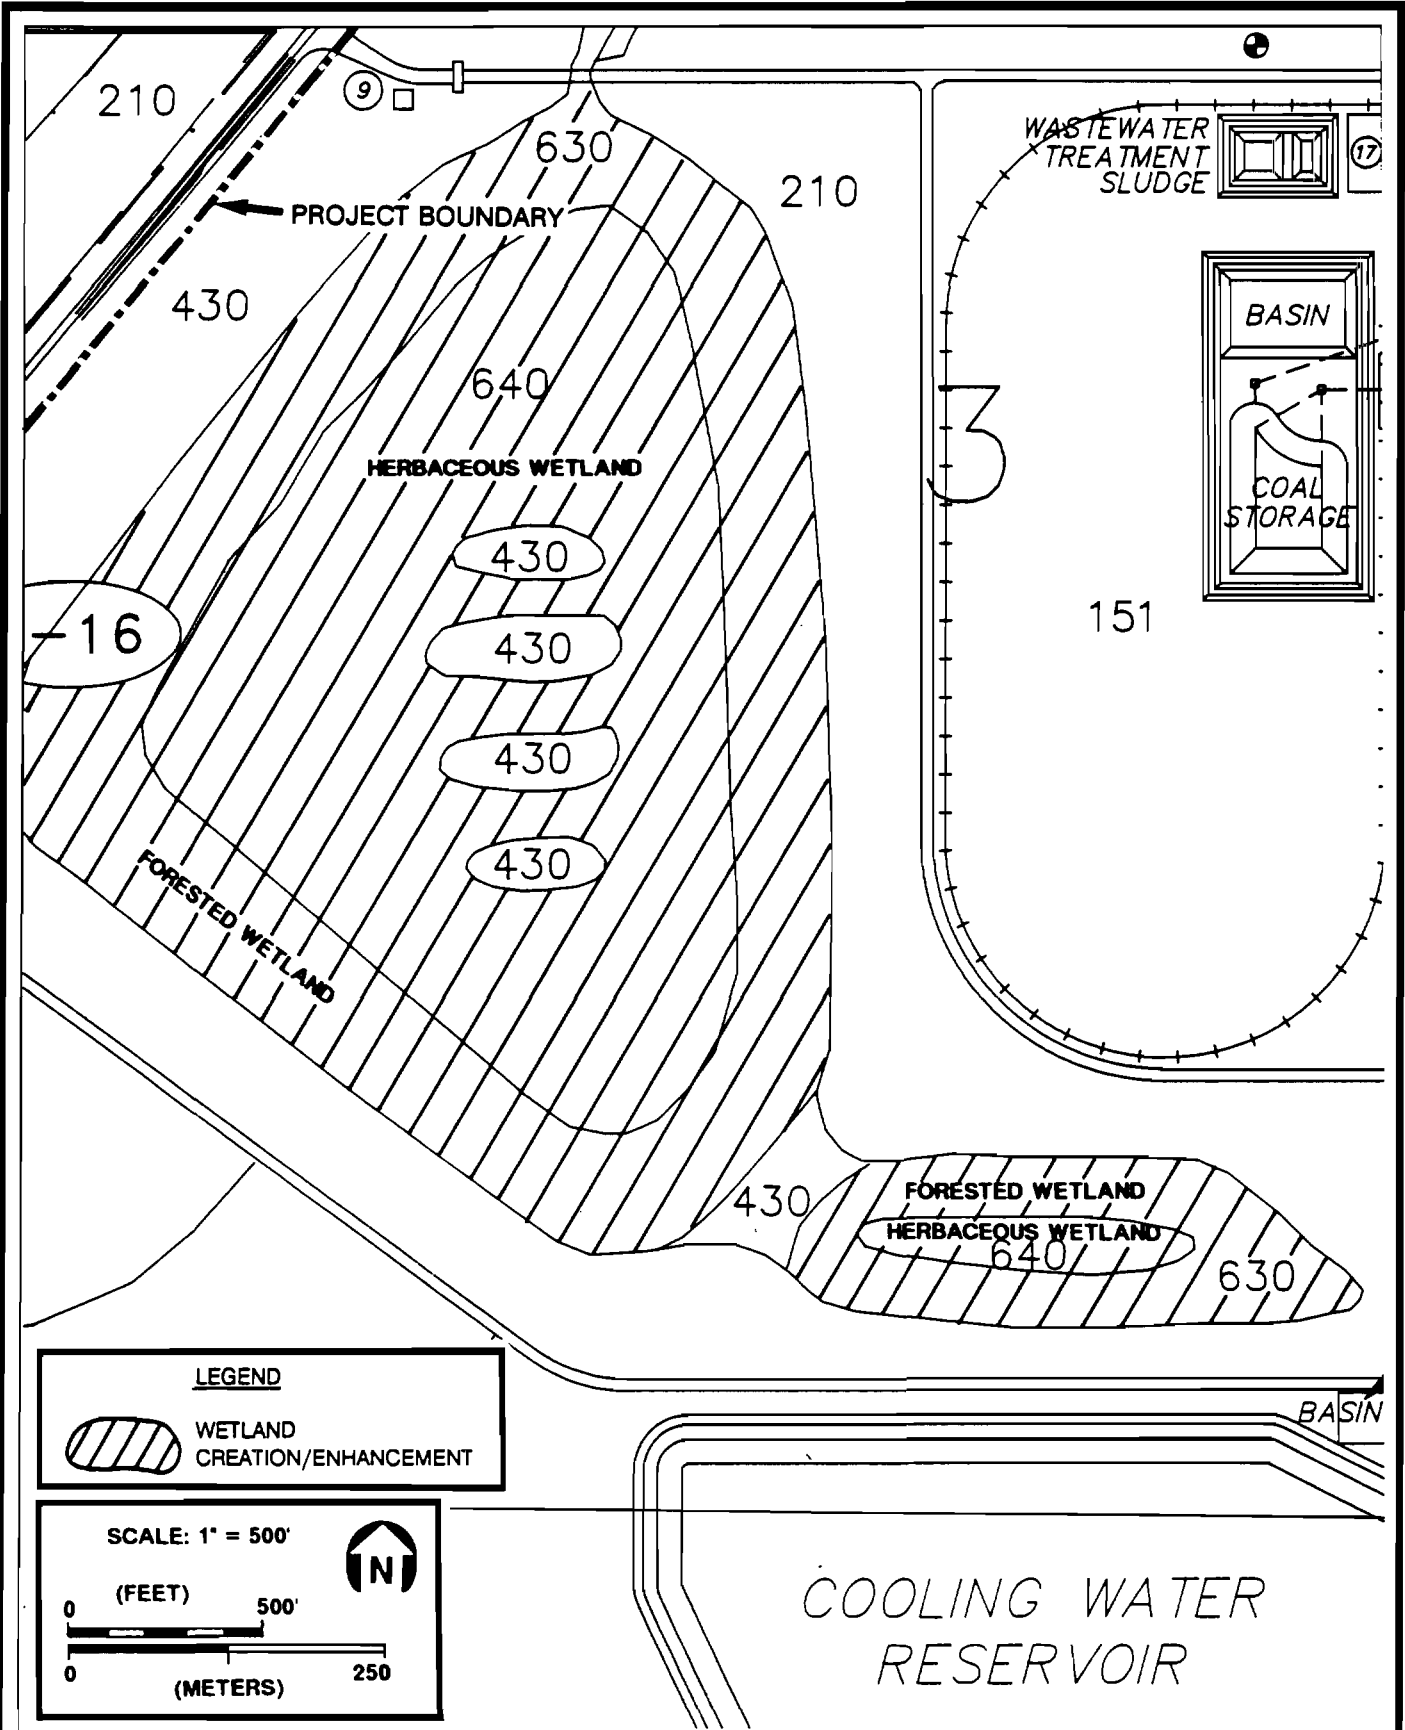 210
9
630
WASTEWATER
TREATMENT
SLUDGE
17
210
PROJECT BOUNDARY
430
BASIN
640
3
HERBACEOUS WETLAND
COAL
STORAGE
430
151
-16
430
430
430
FORESTED WETLAND
430
FORESTED WETLAND
HERBACEOUS WETLAND
640
630
LEGEND
WETLAND
CREATION/ENHANCEMENT
BASIN
SCALE: 1" = 500'
N
(FEET)
0 500'
0 250
(METERS)
COOLING WATER
RESERVOIR